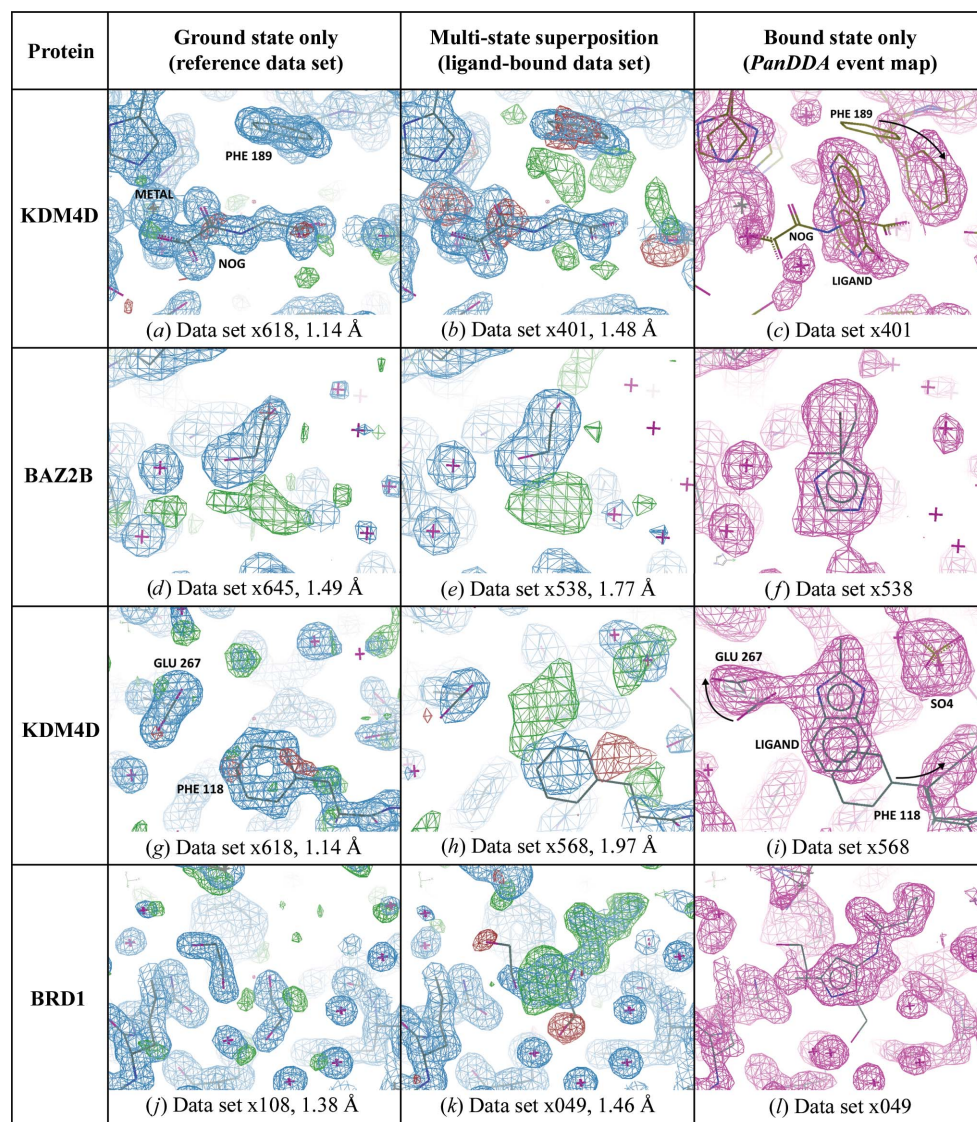 Protein
Ground state only
(reference data set)
Multi-state superposition
(ligand-bound data set)
Bound state only
(PanDDA event map)
KDM4D
PHE 189
METAL
NOG
(a) Data set x618, 1.14 Å
(b) Data set x401, 1.48 Å
PHE 189
NOG
LIGAND
(c) Data set x401
BAZ2B
(d) Data set x645, 1.49 Å
(e) Data set x538, 1.77 Å
(f) Data set x538
KDM4D
GLU 267
PHE 118
(g) Data set x618, 1.14 Å
(h) Data set x568, 1.97 Å
GLU 267
SO4
LIGAND
PHE 118
(i) Data set x568
BRD1
(j) Data set x108, 1.38 Å
(k) Data set x049, 1.46 Å
(l) Data set x049